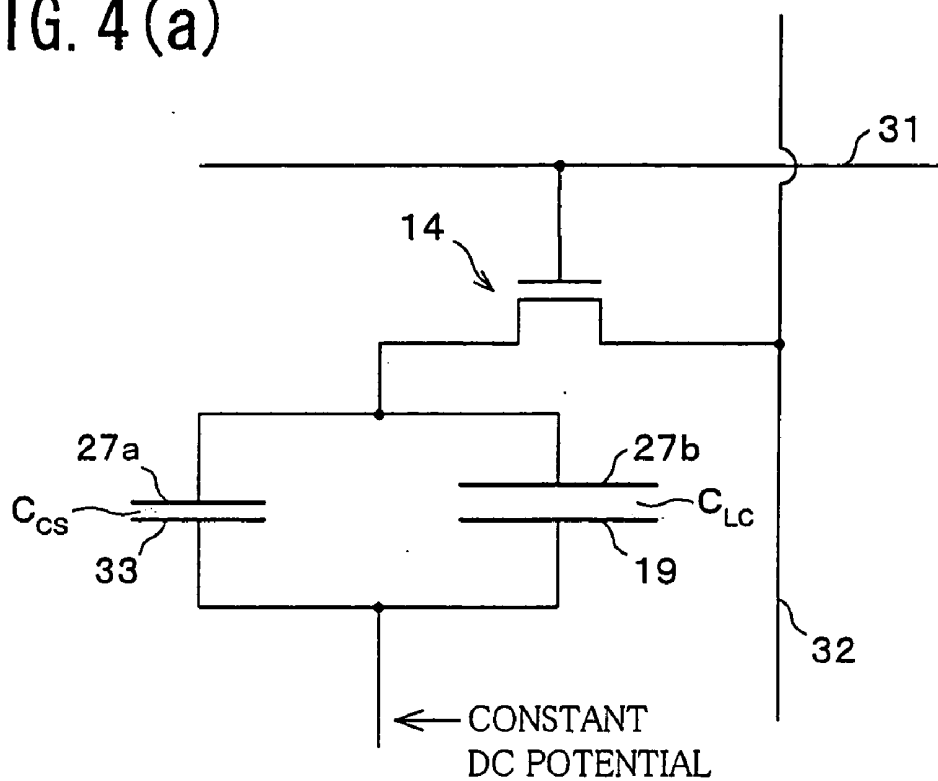 IG. 4 (a)
31
14
27a
27b
C_CS
C_LC
33
19
32
CONSTANT
DC POTENTIAL